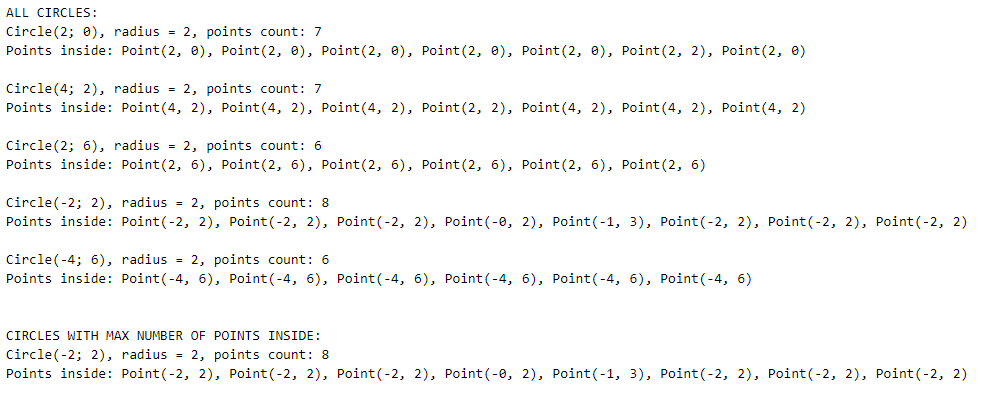 ALL CIRCLES:
Circle(2; 0), radius = 2, points count: 7
Points inside: Point(2, 0), Point(2, 0), Point(2, 0), Point(2, 0), Point(2, 0), Point(2, 2), Point(2, 0)
Circle(4; 2), radius = 2, points count: 7
Points inside: Point(4, 2), Point(4, 2), Point(4, 2), Point(2, 2), Point(4, 2), Point(4, 2), Point(4, 2)
Circle(2; 6), radius = 2, points count: 6
Points inside: Point(2, 6), Point(2, 6), Point(2, 6), Point(2, 6), Point(2, 6), Point(2, 6)
Circle(-2; 2), radius = 2, points count: 8
Points inside: Point(-2, 2), Point(-2, 2), Point(-2, 2), Point(-0, 2), Point(-1, 3), Point(-2, 2), Point(-2, 2), Point(-2, 2)
Circle(-4; 6), radius = 2, points count: 6
Points inside: Point(-4, 6), Point(-4, 6), Point(-4, 6), Point(-4, 6), Point(-4, 6), Point(-4, 6)
CIRCLES WITH MAX NUMBER OF POINTS INSIDE:
Circle(-2; 2), radius = 2, points count: 8
Points inside: Point(-2, 2), Point(-2, 2), Point(-2, 2), Point(-0, 2), Point(-1, 3), Point(-2, 2), Point(-2, 2), Point(-2, 2)